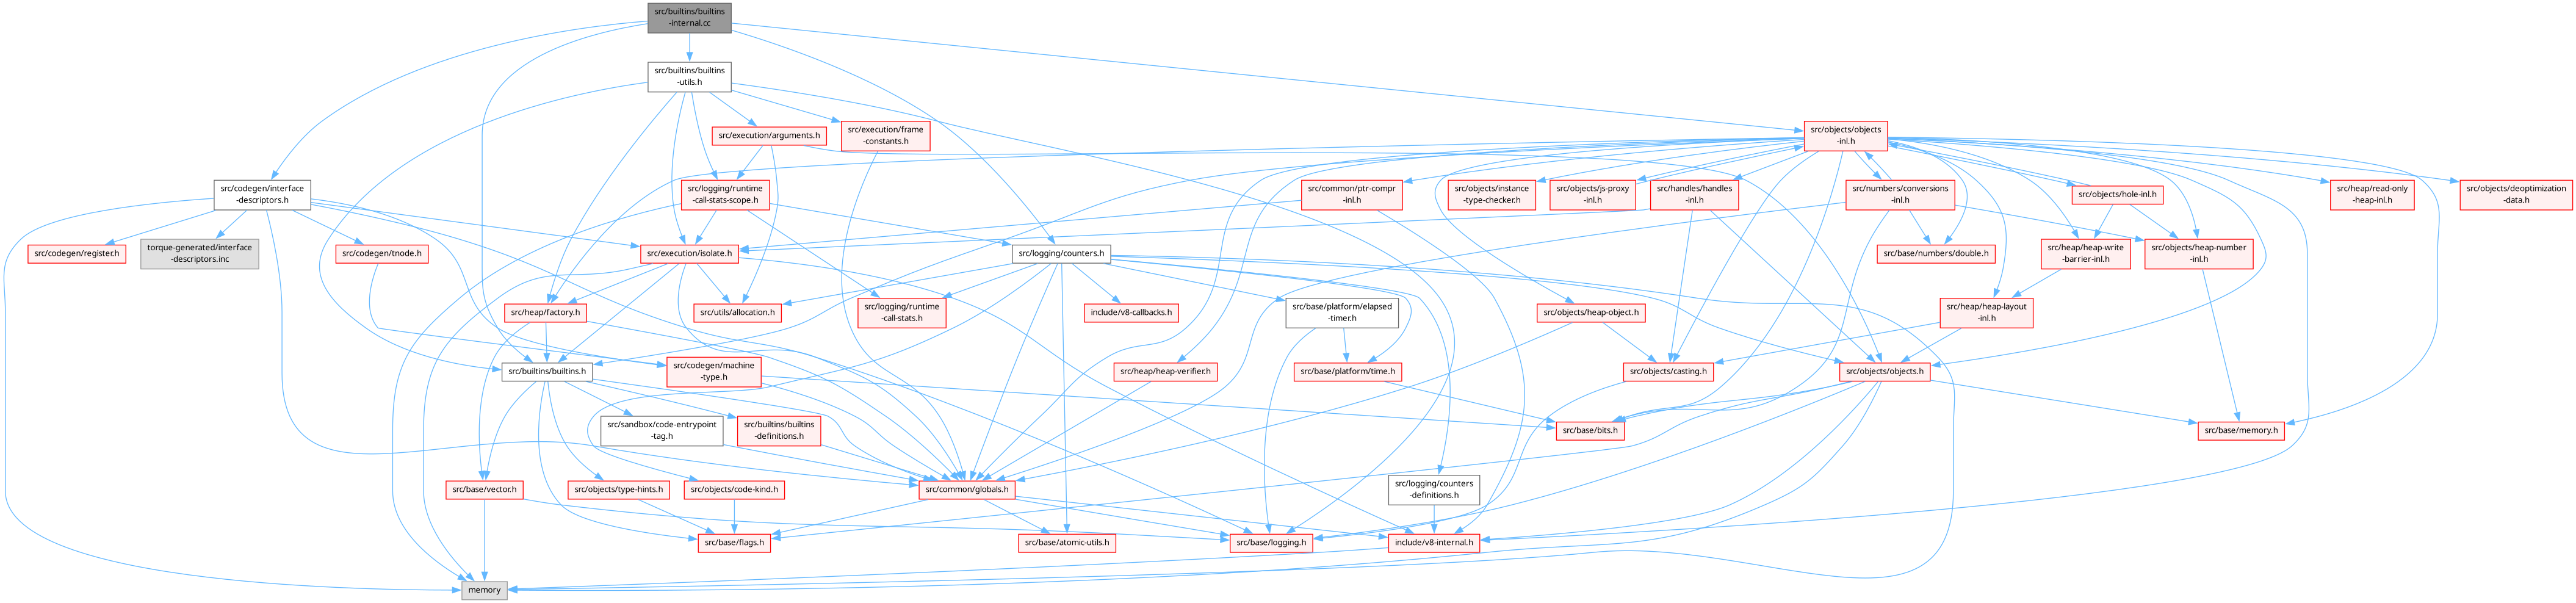 src/builtins/builtins
-internal.cc
src/builtins/builtins
-utils.h
src/execution/arguments.h
src/execution/frame
-constants.h
src/objects/objects
-inl.h
src/codegen/interface
-descriptors.h
src/logging/runtime
-call-stats-scope.h
src/common/ptr-compr
-inl.h
src/objects/instance
-type-checker.h
src/objects/js-proxy
-inl.h
src/handles/handles
-inl.h
src/numbers/conversions
-inl.h
src/objects/hole-inl.h
src/heap/read-only
-heap-inl.h
src/objects/deoptimization
-data.h
src/codegen/register.h
torque-generated/interface
-descriptors.inc
src/codegen/tnode.h
src/execution/isolate.h
src/logging/counters.h
src/base/numbers/double.h
src/heap/heap-write
-barrier-inl.h
src/objects/heap-number
-inl.h
src/heap/factory.h
src/utils/allocation.h
src/logging/runtime
-call-stats.h
include/v8-callbacks.h
src/base/platform/elapsed
-timer.h
src/objects/heap-object.h
src/heap/heap-layout
-inl.h
src/builtins/builtins.h
src/codegen/machine
-type.h
src/heap/heap-verifier.h
src/base/platform/time.h
src/objects/casting.h
src/objects/objects.h
src/sandbox/code-entrypoint
-tag.h
src/builtins/builtins
-definitions.h
src/base/bits.h
src/base/memory.h
src/base/vector.h
src/objects/type-hints.h
src/objects/code-kind.h
src/common/globals.h
src/logging/counters
-definitions.h
src/base/flags.h
src/base/atomic-utils.h
src/base/logging.h
include/v8-internal.h
memory